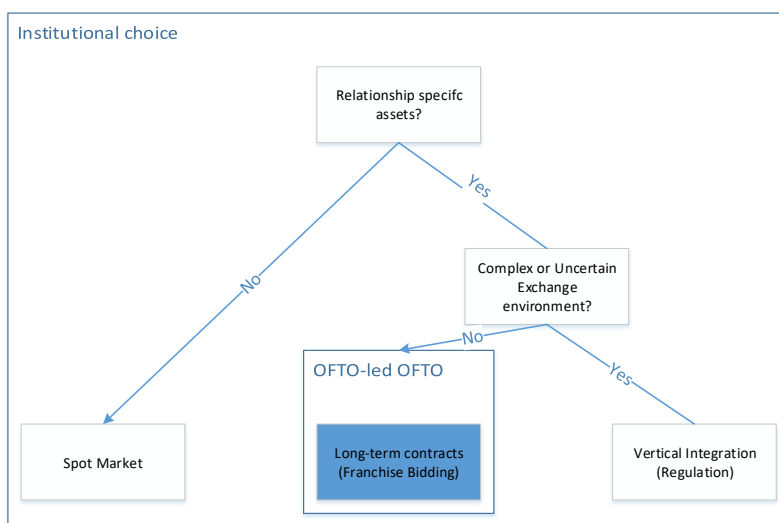 Institutional choice
Relationship specifc
assets?
Yes
Complex or Uncertain
Exchange
environment?
No
No
Yes
OFTO-led OFTO
Spot Market
Long-term contracts
(Franchise Bidding)
Vertical Integration
(Regulation)